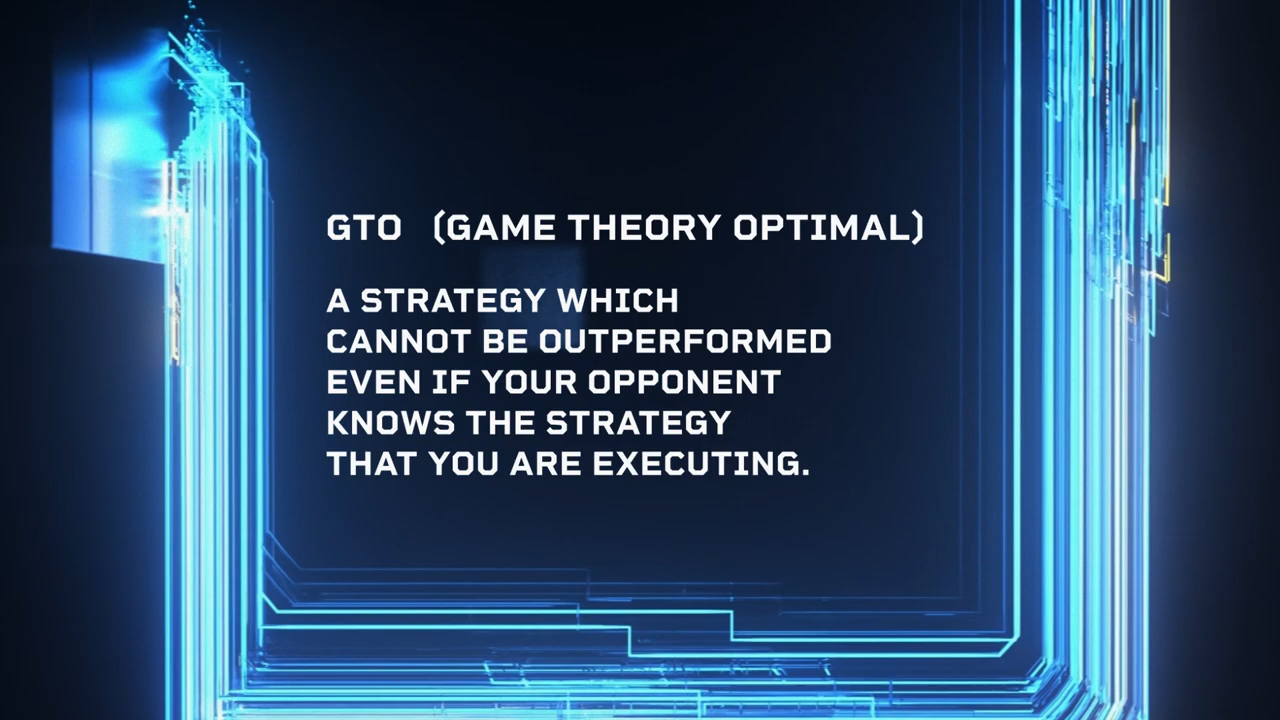 GTO (GAME THEORY OPTIMAL)
A STRATEGY WHICH
CANNOT BE OUTPERFORMED
EVEN IF YOUR OPPONENT
KNOWS THE STRATEGY
THAT YOU ARE EXECUTING.